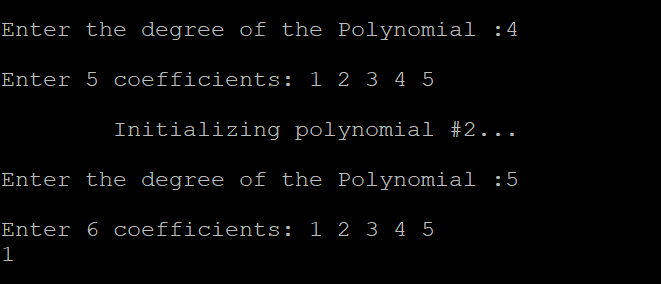 Enter the degree of the Polynomial :4
Enter 5 coefficients: 1 2 3 4 5
Initializing polynomial #2...
Enter the degree of the Polynomial :5
Enter 6 coefficients: 1 2 3 4 5
1